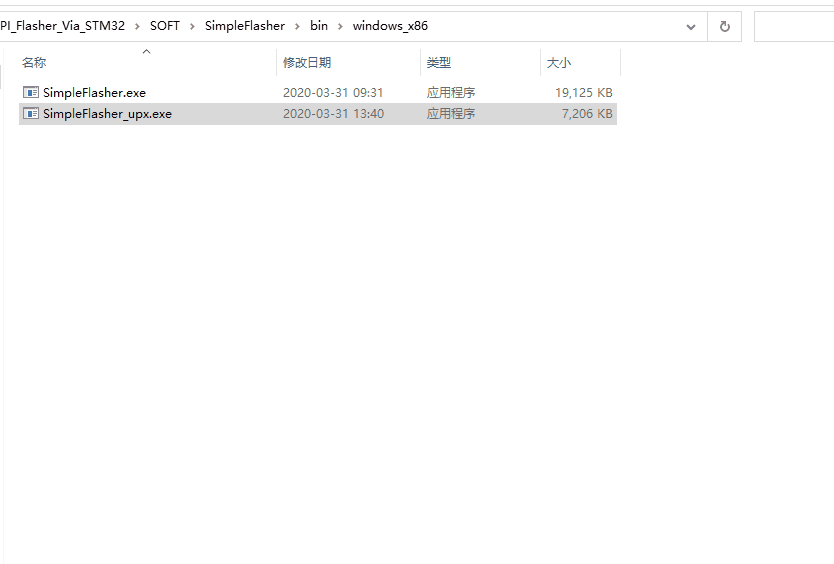 PI_Flasher_Via_STM32 › SOFT › SimpleFlasher › bin › windows_x86
名称 修改日期 类型 大小
SimpleFlasher.exe 2020-03-31 09:31 应用程序 19,125 KB
SimpleFlasher_upx.exe 2020-03-31 13:40 应用程序 7,206 KB